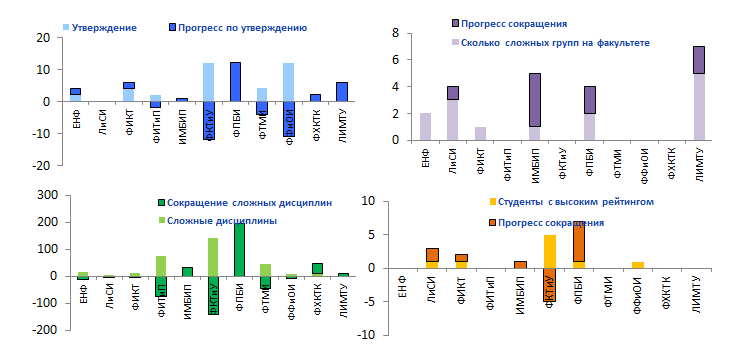 Утверждение Прогресс по утверждению
20
10
0
-10
-20
ЕНФ ЛиСИ ФИКТ ФИТиП ИМБИП ФКТиУ ФПБИ ФТМИ ФФиОИ ФХКТК ЛИМТУ
Прогресс сокращения
Сколько сложных групп на факультете
8
6
4
2
0
ЕНФ ЛиСИ ФИКТ ФИТиП ИМБИП ФКТиУ ФПБИ ФТМИ ФФиОИ ФХКТК ЛИМТУ
Сокращение сложных дисциплин
Сложные дисциплины
300
200
100
0
-100
-200
ЕНФ ЛиСИ ФИКТ ФИТиП ИМБИП ФКТиУ ФПБИ ФТМИ ФФиОИ ФХКТК ЛИМТУ
Студенты с высоким рейтингом
Прогресс сокращения
10
5
0
-5
-10
ЕНФ ЛиСИ ФИКТ ФИТиП ИМБИП ФКТиУ ФПБИ ФТМИ ФФиОИ ФХКТК ЛИМТУ